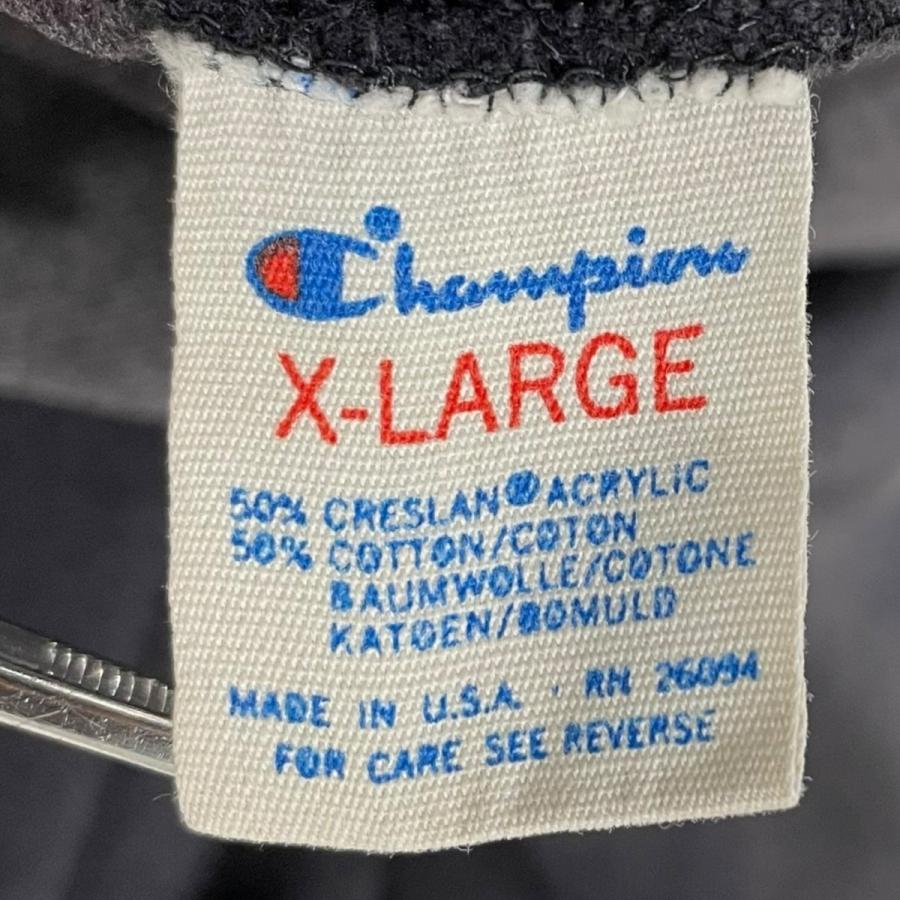 Champion
X-LARGE
50% CRESLAN® ACRYLIC
50% COTTON/COTON
BAUMWOLLE/COTONE
KATOEN/BOMULD
MADE IN U.S.A. · RN 26094
FOR CARE SEE REVERSE